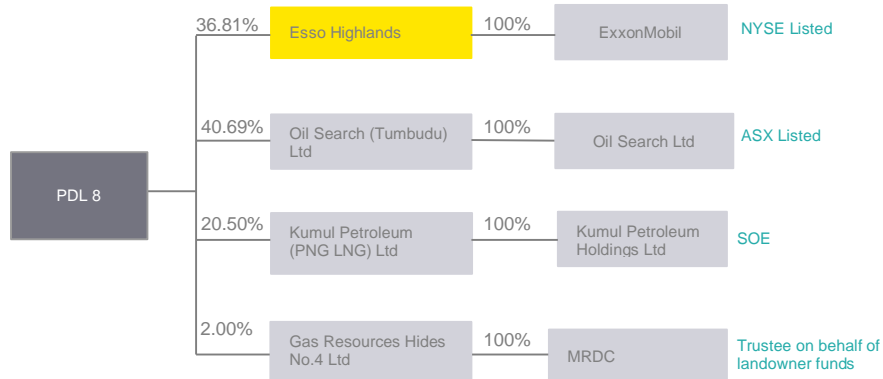 36.81%
Esso Highlands
100%
ExxonMobil
NYSE Listed
40.69%
Oil Search (Tumbudu)
Ltd
100%
Oil Search Ltd
ASX Listed
PDL 8
20.50%
Kumul Petroleum
(PNG LNG) Ltd
100%
Kumul Petroleum
Holdings Ltd
SOE
2.00%
Gas Resources Hides
No.4 Ltd
100%
MRDC
Trustee on behalf of
landowner funds